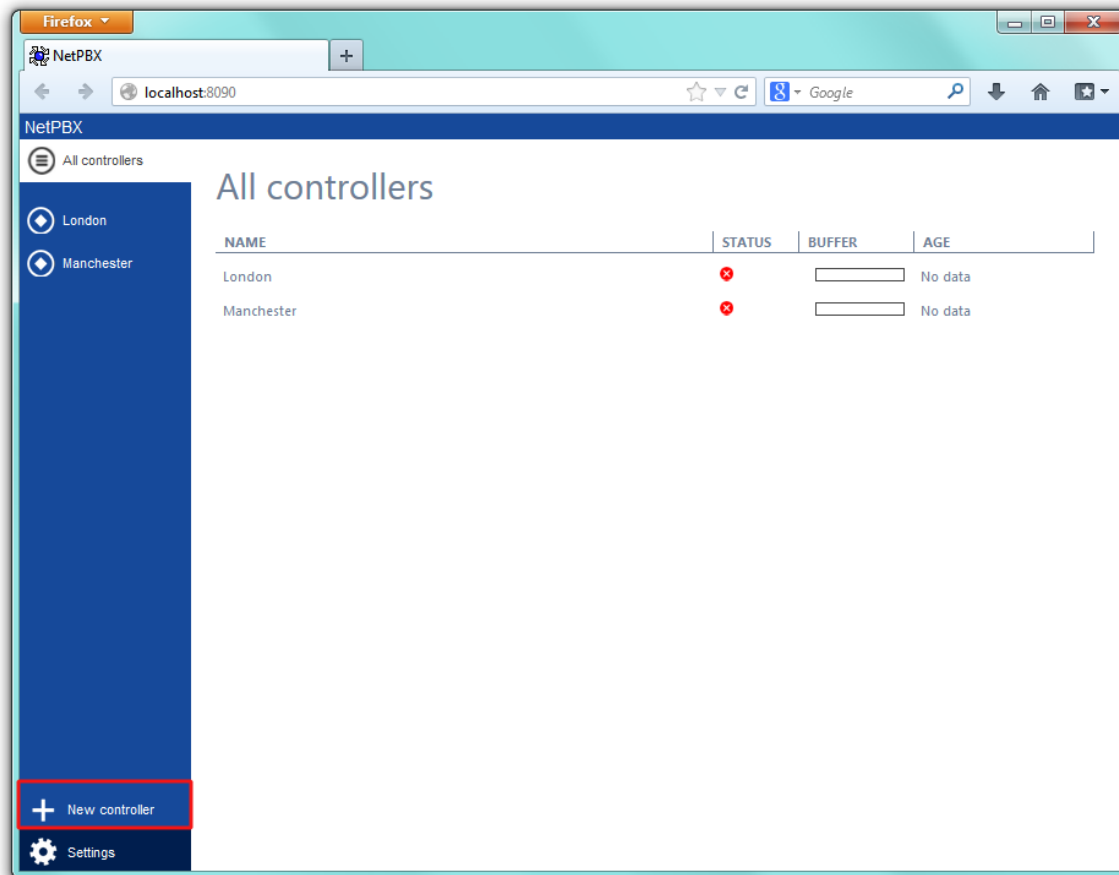 Firefox
NetPBX
localhost:8090
Google
NetPBX
All controllers
London
Manchester
All controllers
NAME STATUS BUFFER AGE
London No data
Manchester No data
New controller
Settings